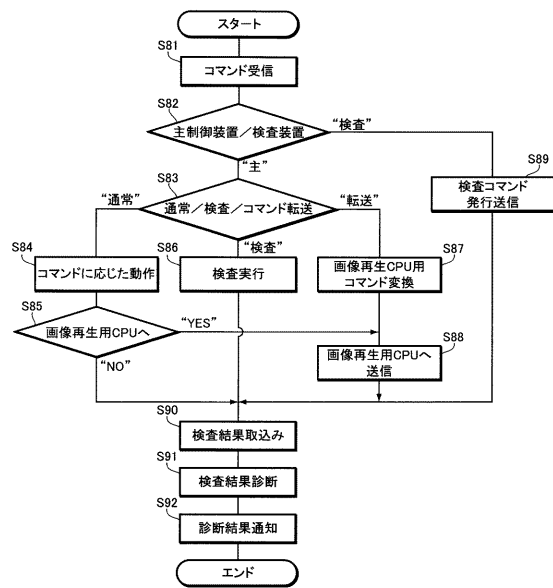 スタート
S81
コマンド受信
S82
主制御装置／検査装置
“検査”
“主”
S83
通常／検査／コマンド転送
“通常”
“転送”
“検査”
S89
検査コマンド
発行送信
S84
コマンドに応じた動作
S86
検査実行
S87
画像再生CPU用
コマンド変換
S85
画像再生用CPUへ
“YES”
“NO”
S88
画像再生用CPUへ
送信
S90
検査結果取込み
S91
検査結果診断
S92
診断結果通知
エンド